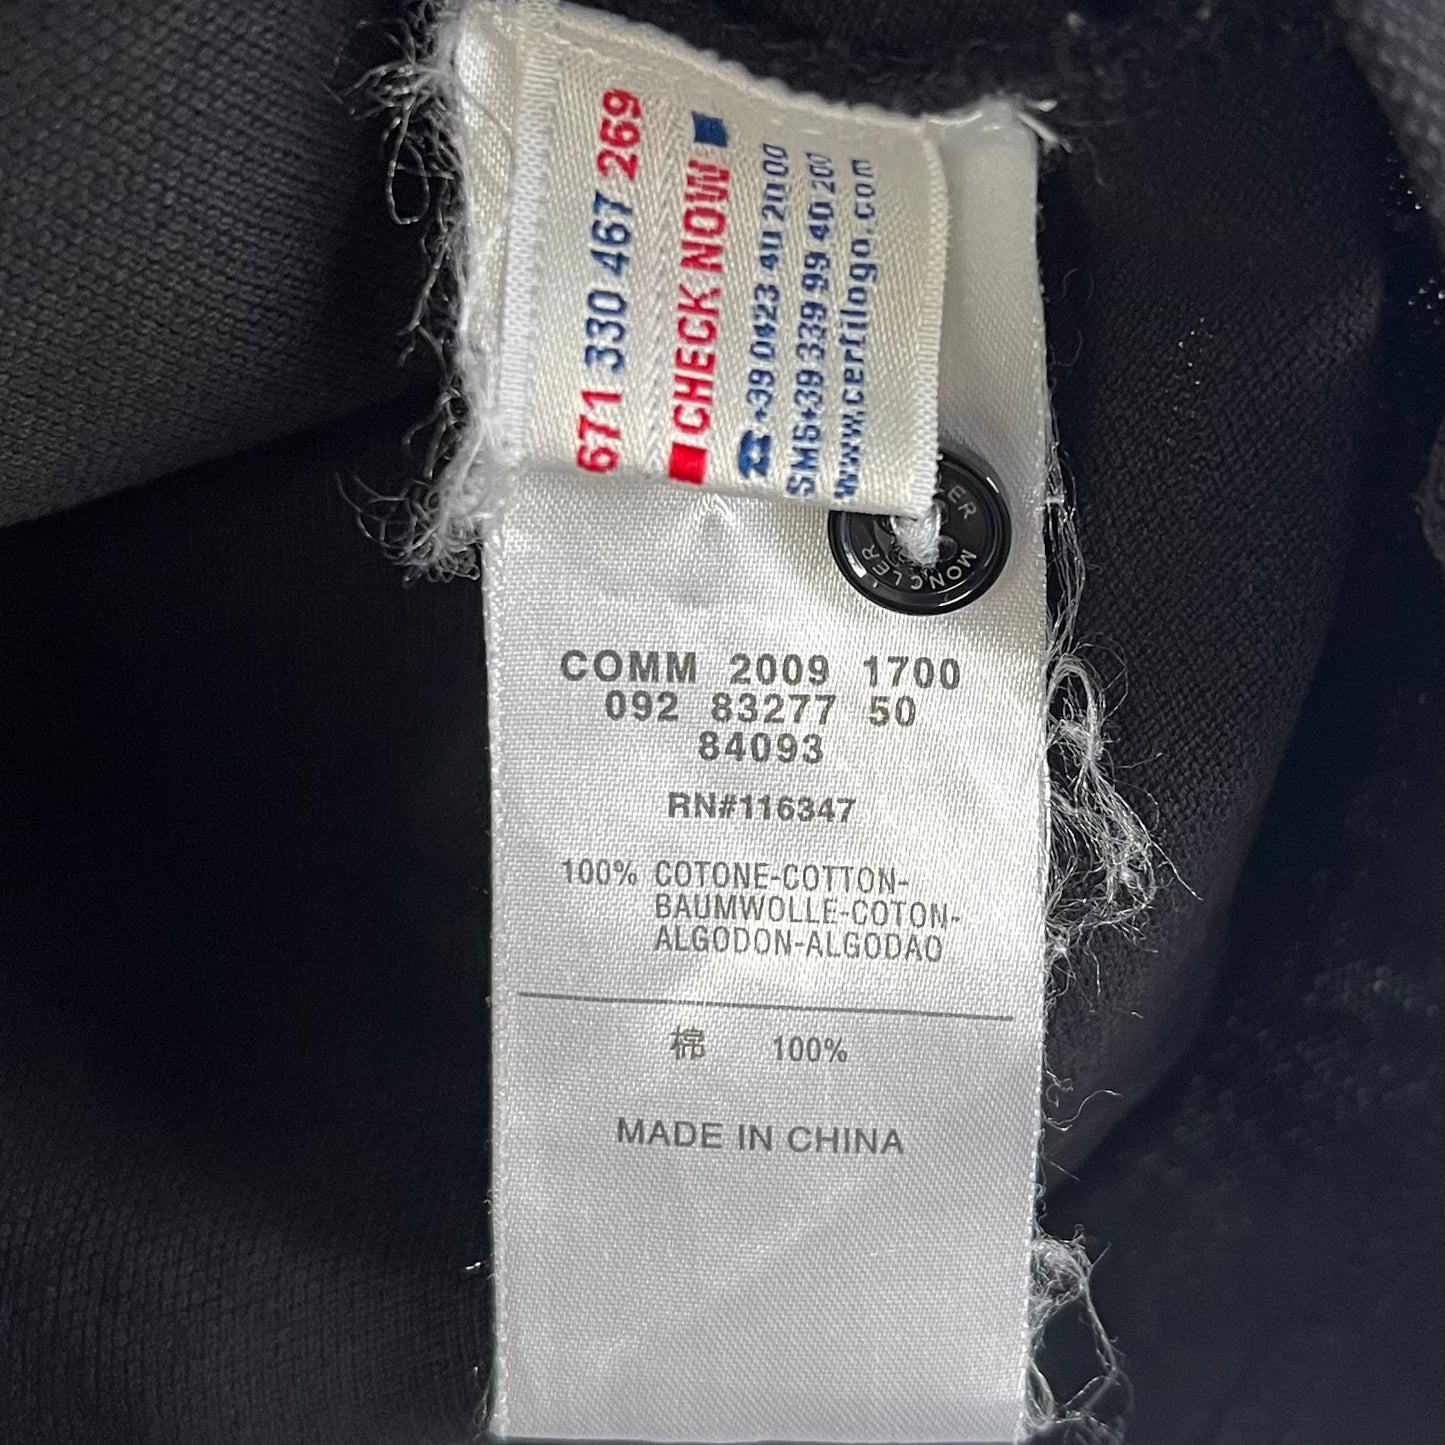 671 330 467 269
CHECK NOW
☎+39 0423 40 20 00
SMS+39 339 99 40 200
www.certilogo.com
MONCLER MONCLER
COMM 2009 1700
092 83277 50
84093
RN#116347
100% COTONE-COTTON-
BAUMWOLLE-COTON-
ALGODON-ALGODAO
棉 100%
MADE IN CHINA